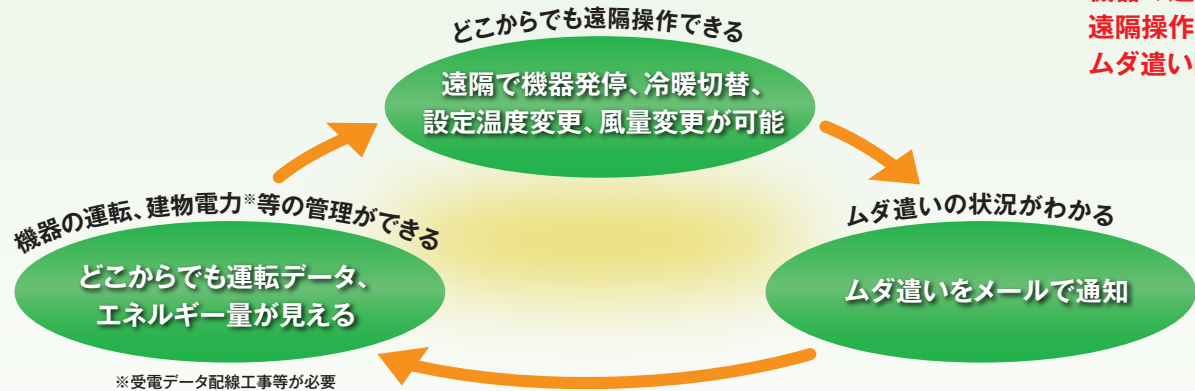 どこからでも遠隔操作できる
遠隔操作
ムダ遣い
遠隔で機器発停、冷暖切替、
設定温度変更、風量変更が可能
機器の運転、建物電力※等の管理ができる
どこからでも運転データ、
エネルギー量が見える
ムダ遣いの状況がわかる
ムダ遣いをメールで通知
※受電データ配線工事等が必要